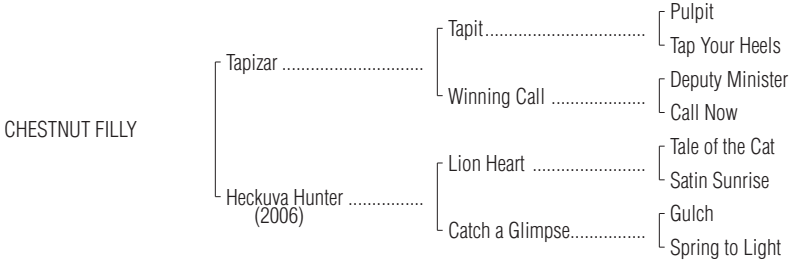 Pulpit
Tapit..................................
Tap Your Heels
Tapizar ..............................
Deputy Minister
Winning Call ....................
Call Now
CHESTNUT FILLY
Tale of the Cat
Lion Heart ........................
Satin Sunrise
Heckuva Hunter ................
(2006)
Gulch
Catch a Glimpse................
Spring to Light